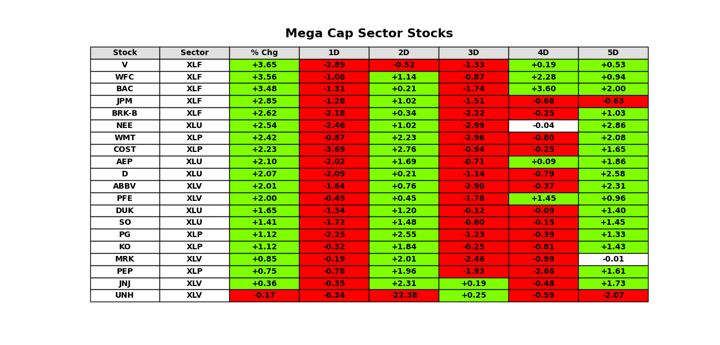 Mega Cap Sector Stocks
Stock Sector % Chg 1D 2D 3D 4D 5D
V XLF +3.65 -2.89 -0.52 -1.33 +0.19 +0.53
WFC XLF +3.56 -1.08 +1.14 -0.87 +2.28 +0.94
BAC XLF +3.48 -1.31 +0.21 -1.74 +3.60 +2.00
JPM XLF +2.85 -1.28 +1.02 -1.51 -0.68 -0.63
BRK-B XLF +2.62 -2.18 +0.34 -2.22 -0.25 +1.03
NEE XLU +2.54 -2.46 +1.02 -2.99 -0.04 +2.86
WMT XLP +2.42 -0.87 +2.23 -2.96 -0.80 +2.08
COST XLP +2.23 -3.69 +2.76 -0.94 -0.25 +1.65
AEP XLU +2.10 -2.02 +1.69 -0.71 +0.09 +1.86
D XLU +2.07 -2.09 +0.21 -1.14 -0.79 +2.58
ABBV XLV +2.01 -1.64 +0.76 -2.90 -0.37 +2.31
PFE XLV +2.00 -0.45 +0.45 -1.78 +1.45 +0.96
DUK XLU +1.65 -1.34 +1.20 -0.12 -0.09 +1.40
SO XLU +1.41 -1.72 +1.48 -0.60 -0.15 +1.45
PG XLP +1.12 -2.25 +2.55 -1.23 -0.39 +1.33
KO XLP +1.12 -0.32 +1.84 -0.25 -0.81 +1.43
MRK XLV +0.85 -0.19 +2.01 -2.46 -0.99 -0.01
PEP XLP +0.75 -0.78 +1.96 -1.93 -2.66 +1.61
JNJ XLV +0.36 -0.35 +2.31 +0.19 -0.48 +1.73
UNH XLV -0.17 -6.34 -22.38 +0.25 -0.59 -2.07